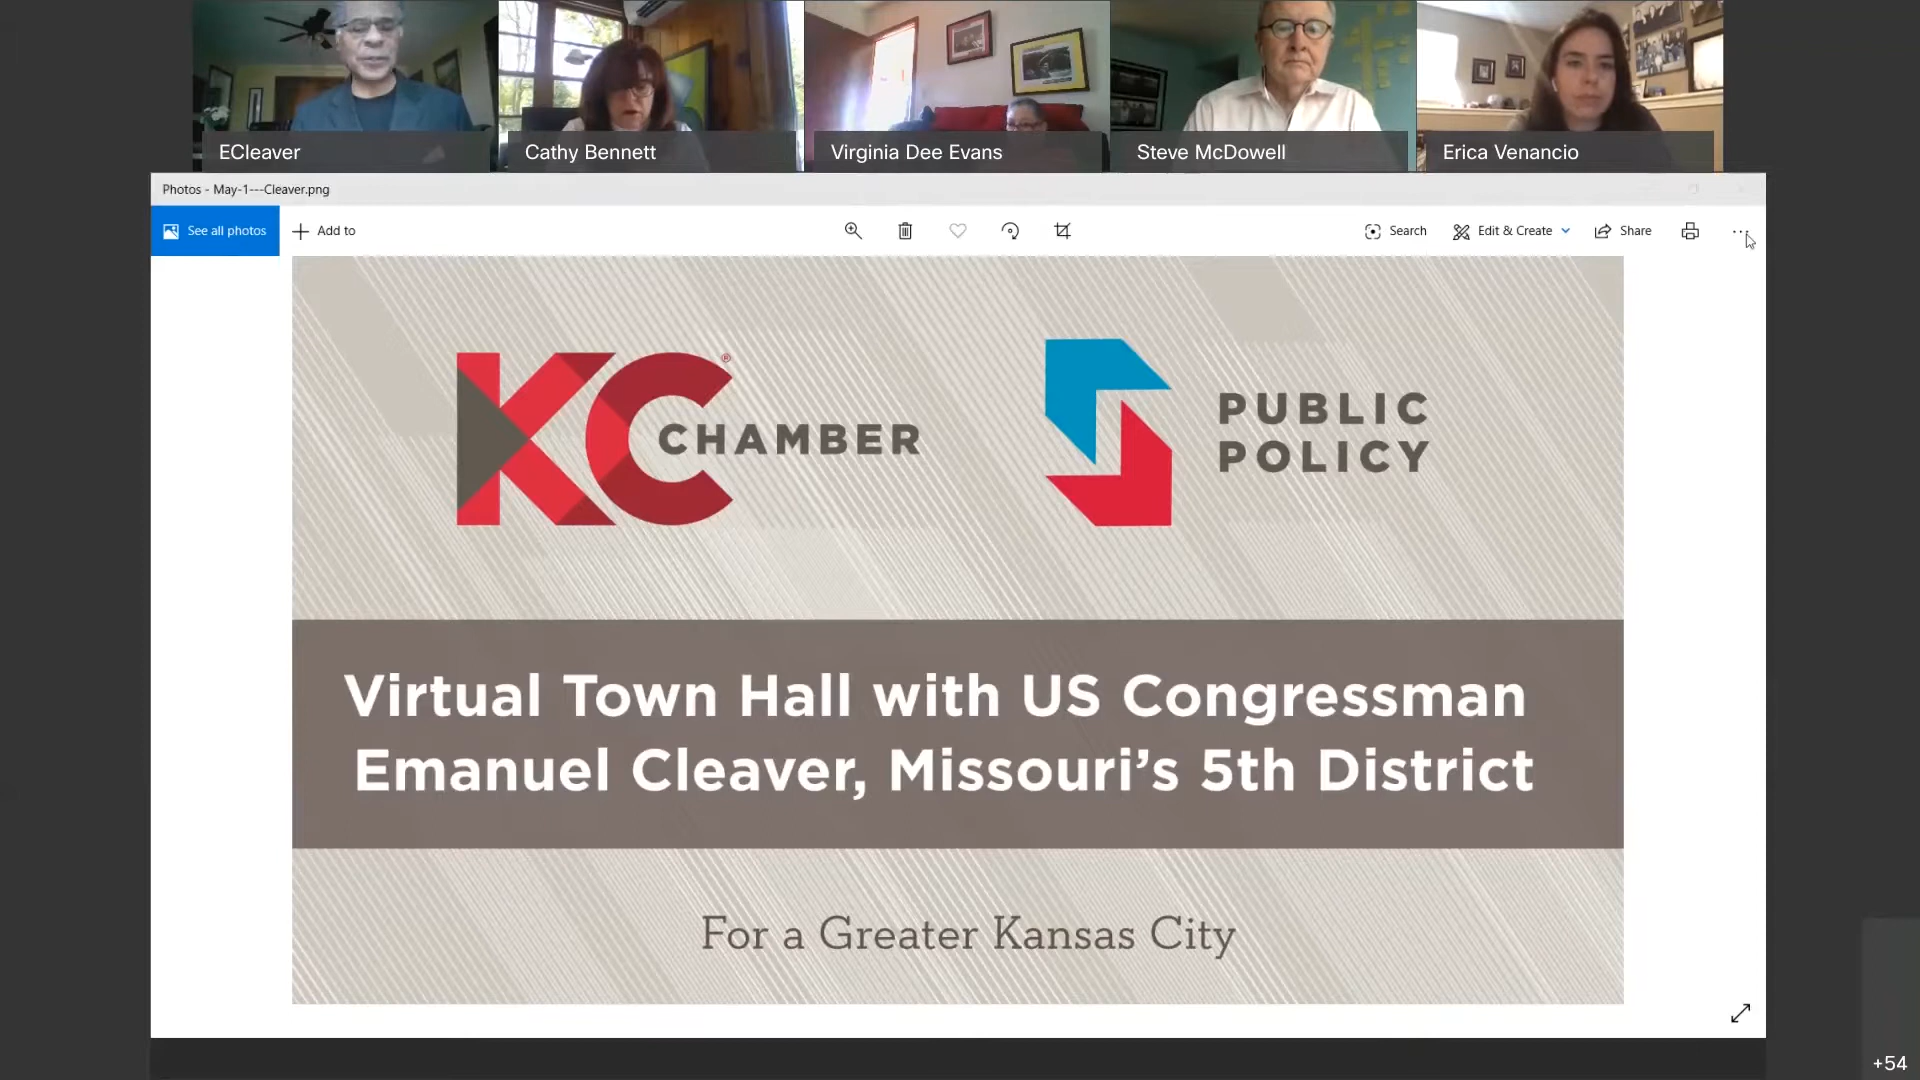 ECleaver
Cathy Bennett
Virginia Dee Evans
Steve McDowell
Erica Venancio
Photos - May-1---Cleaver.png
See all photos
Add to
Search
Edit & Create
Share
KC®
CHAMBER
PUBLIC
POLICY
Virtual Town Hall with US Congressman
Emanuel Cleaver, Missouri’s 5th District
For a Greater Kansas City
+54